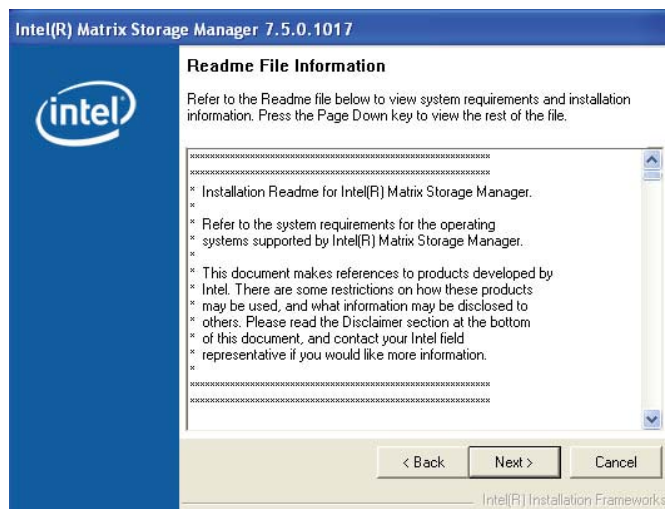 Intel(R) Matrix Storage Manager 7.5.0.1017
intel
Readme File Information
Refer to the Readme file below to view system requirements and installation
information. Press the Page Down key to view the rest of the file.
************************************************************
************************************************************
* Installation Readme for Intel(R) Matrix Storage Manager.
*
* Refer to the system requirements for the operating
* systems supported by Intel(R) Matrix Storage Manager.
*
* This document makes references to products developed by
* Intel. There are some restrictions on how these products
* may be used, and what information may be disclosed to
* others. Please read the Disclaimer section at the bottom
* of this document, and contact your Intel field
* representative if you would like more information.
*
************************************************************
************************************************************
< Back Next > Cancel
Intel(R) Installation Frameworks